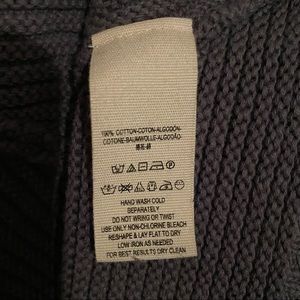 100% COTTON-COTON-ALGODÓN-
COTONE-BAUMWOLLE-ALGODÃO-
HAND WASH COLD
SEPARATELY
DO NOT WRING OR TWIST
USE ONLY NON-CHLORINE BLEACH
RESHAPE & LAY FLAT TO DRY
LOW IRON AS NEEDED
FOR BEST RESULTS DRY CLEAN